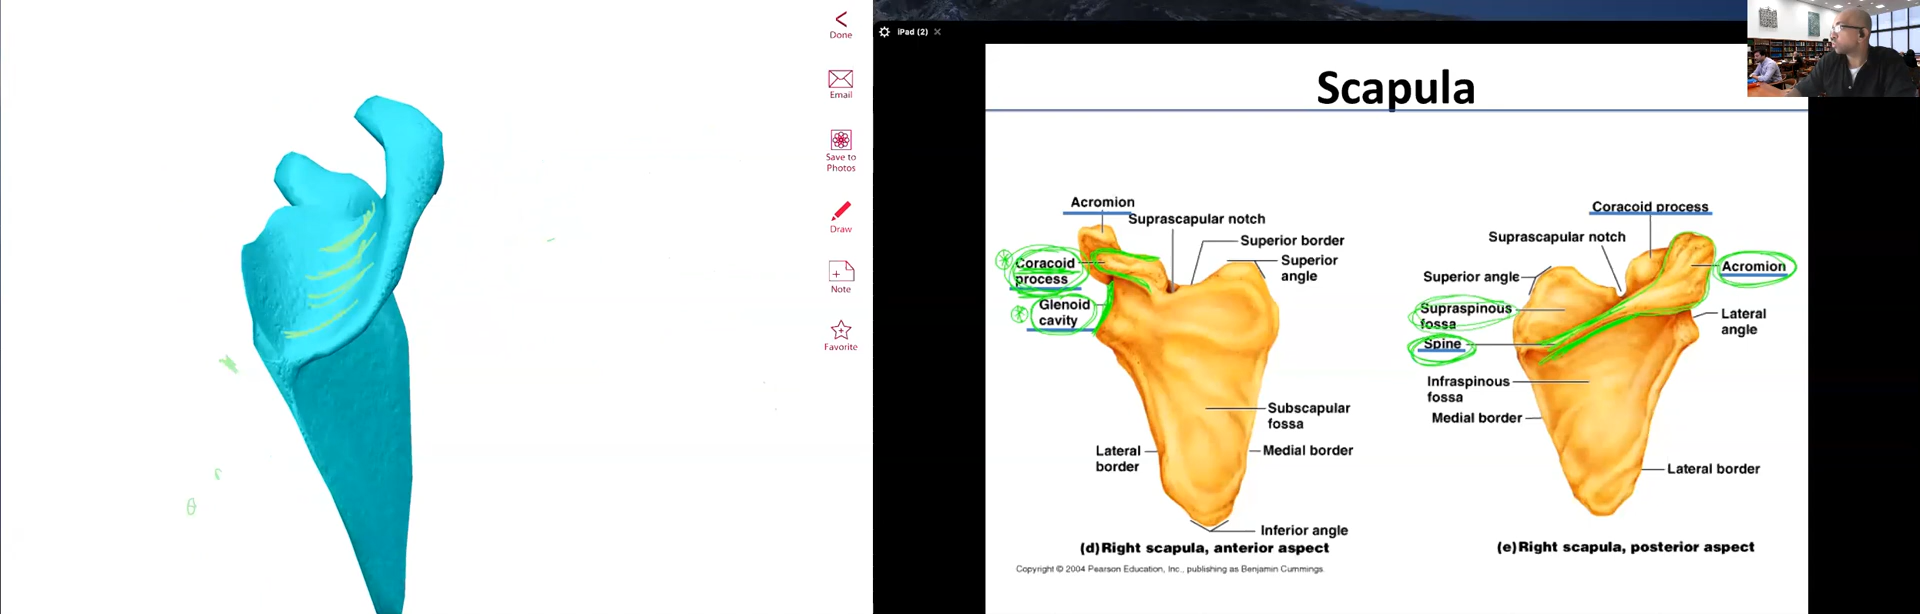 Done
Email
Save to
Photos
Draw
Note
Favorite
iPad (2)
Scapula
Acromion
Suprascapular notch
Superior border
Superior
angle
Coracoid
process
Glenoid
cavity
Subscapular
fossa
Lateral
border
Medial border
Inferior angle
(d)Right scapula, anterior aspect
Copyright © 2004 Pearson Education, Inc., publishing as Benjamin Cummings.
Coracoid process
Suprascapular notch
Superior angle
Acromion
Supraspinous
fossa
Lateral
angle
Spine
Infraspinous
fossa
Medial border
Lateral border
(e)Right scapula, posterior aspect